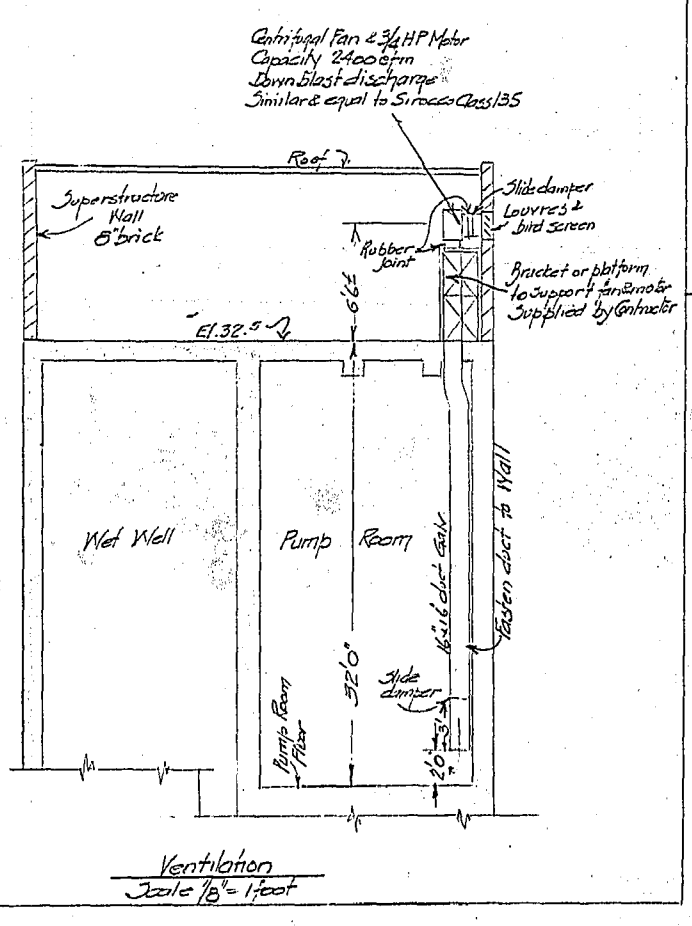 Centrifugal Fan & 3/4 HP Motor
Capacity 2400 cfm
Down blast discharge
Similar & equal to Sirocco Class 135
Roof
Superstructure
Wall
8" brick
Slide damper
Louvres &
bird screen
Rubber
Joint
Bracket or platform
to support fan & motor
Supplied by Contractor
6'6"±
El. 32.5
Wet Well
Pump Room
16"x16" duct Galv.
Fasten duct to Wall
32'0"
Slide
damper
Pump Room
Floor
3'
2'0"
Ventilation
Scale 1/8" = 1 foot